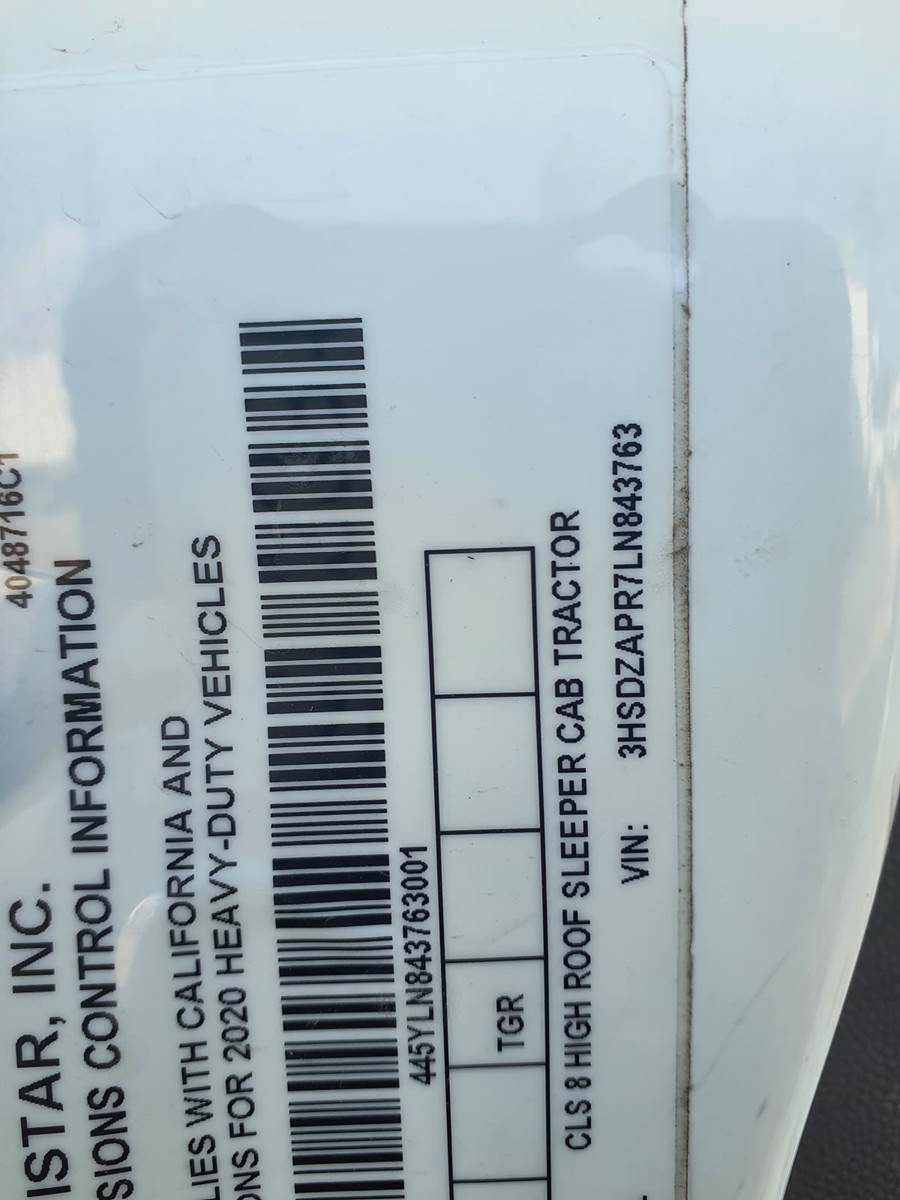 4048716C1
ISTAR, INC.
SIONS CONTROL INFORMATION
LIES WITH CALIFORNIA AND
ONS FOR 2020 HEAVY-DUTY VEHICLES
445YLN843763001
TGR
CLS 8 HIGH ROOF SLEEPER CAB TRACTOR
VIN: 3HSDZAPR7LN843763